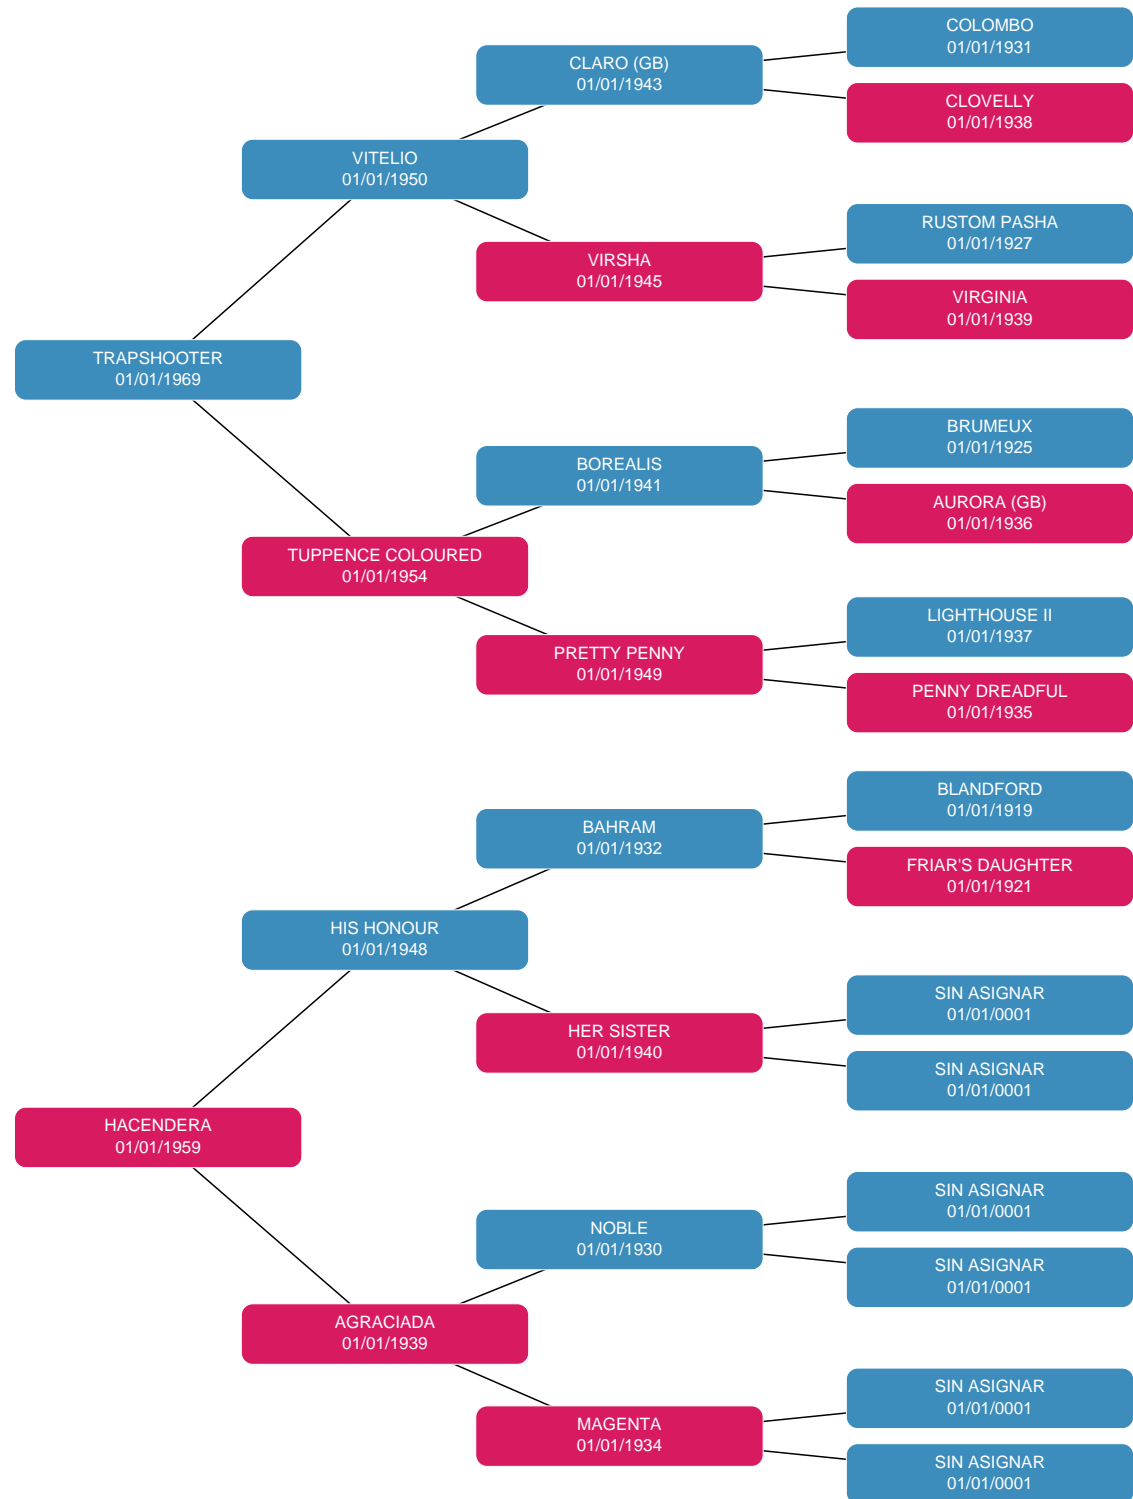 COLOMBO
01/01/1931
CLARO (GB)
01/01/1943
CLOVELLY
01/01/1938
VITELIO
01/01/1950
RUSTOM PASHA
01/01/1927
VIRSHA
01/01/1945
VIRGINIA
01/01/1939
TRAPSHOOTER
01/01/1969
BRUMEUX
01/01/1925
BOREALIS
01/01/1941
AURORA (GB)
01/01/1936
TUPPENCE COLOURED
01/01/1954
LIGHTHOUSE II
01/01/1937
PRETTY PENNY
01/01/1949
PENNY DREADFUL
01/01/1935
BLANDFORD
01/01/1919
BAHRAM
01/01/1932
FRIAR'S DAUGHTER
01/01/1921
HIS HONOUR
01/01/1948
SIN ASIGNAR
01/01/0001
HER SISTER
01/01/1940
SIN ASIGNAR
01/01/0001
HACENDERA
01/01/1959
SIN ASIGNAR
01/01/0001
NOBLE
01/01/1930
SIN ASIGNAR
01/01/0001
AGRACIADA
01/01/1939
SIN ASIGNAR
01/01/0001
MAGENTA
01/01/1934
SIN ASIGNAR
01/01/0001